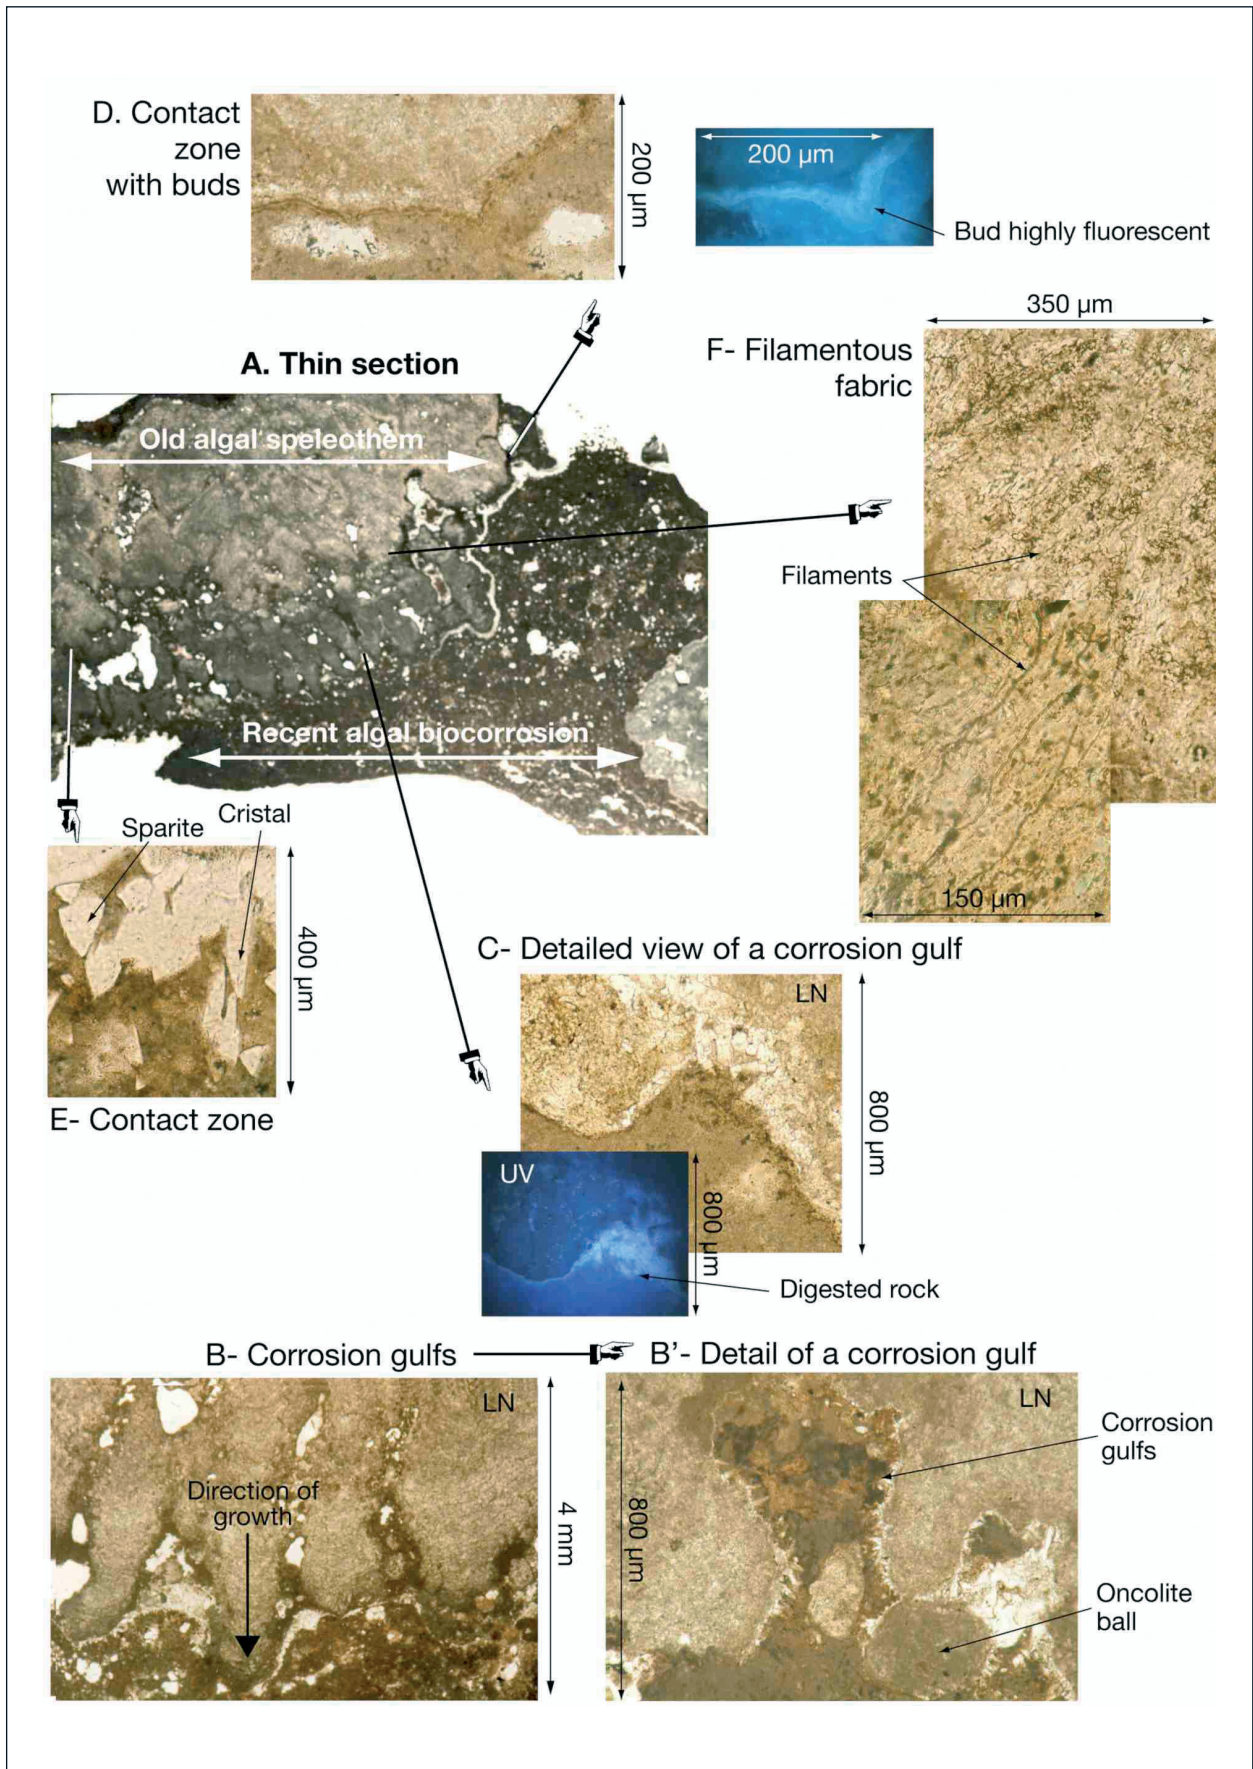 D. Contact
zone
with buds
200 µm
200 µm
Bud highly fluorescent
A. Thin section
Old algal speleothem
Recent algal biocorrosion
350 µm
F- Filamentous
fabric
Filaments
150 µm
Sparite
Cristal
400 µm
E- Contact zone
C- Detailed view of a corrosion gulf
LN
800 µm
UV
800 µm
Digested rock
B- Corrosion gulfs
LN
Direction of
growth
4 mm
B’- Detail of a corrosion gulf
LN
800 µm
Corrosion
gulfs
Oncolite
ball